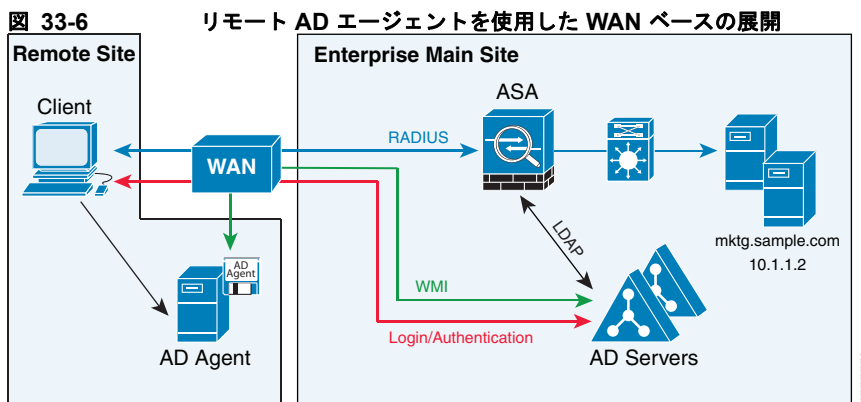 図 33-6 リモート AD エージェントを使用した WAN ベースの展開
Remote Site
Enterprise Main Site
Client
ASA
RADIUS
WAN
LDAP
mktg.sample.com
10.1.1.2
AD
Agent
WMI
Login/Authentication
AD Agent
AD Servers